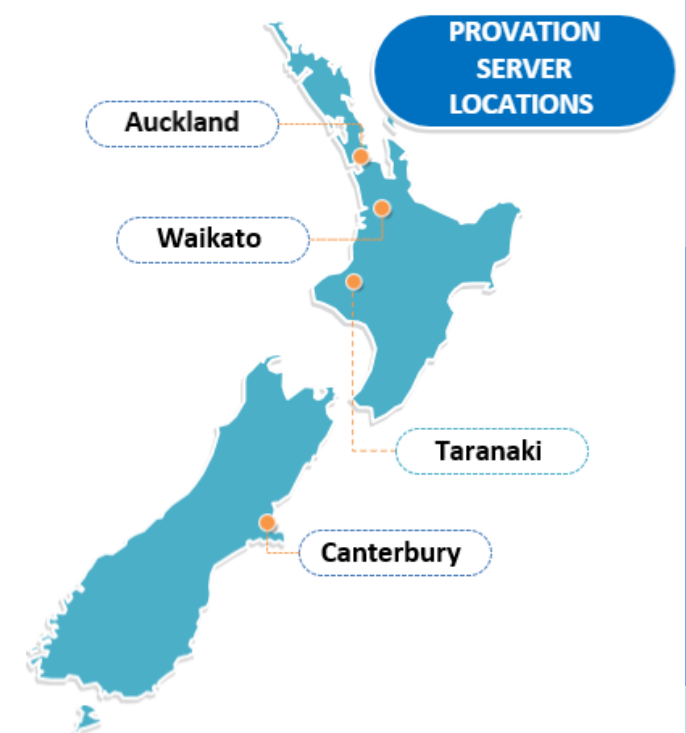 PROVATION
SERVER
LOCATIONS
Auckland
Waikato
Taranaki
Canterbury